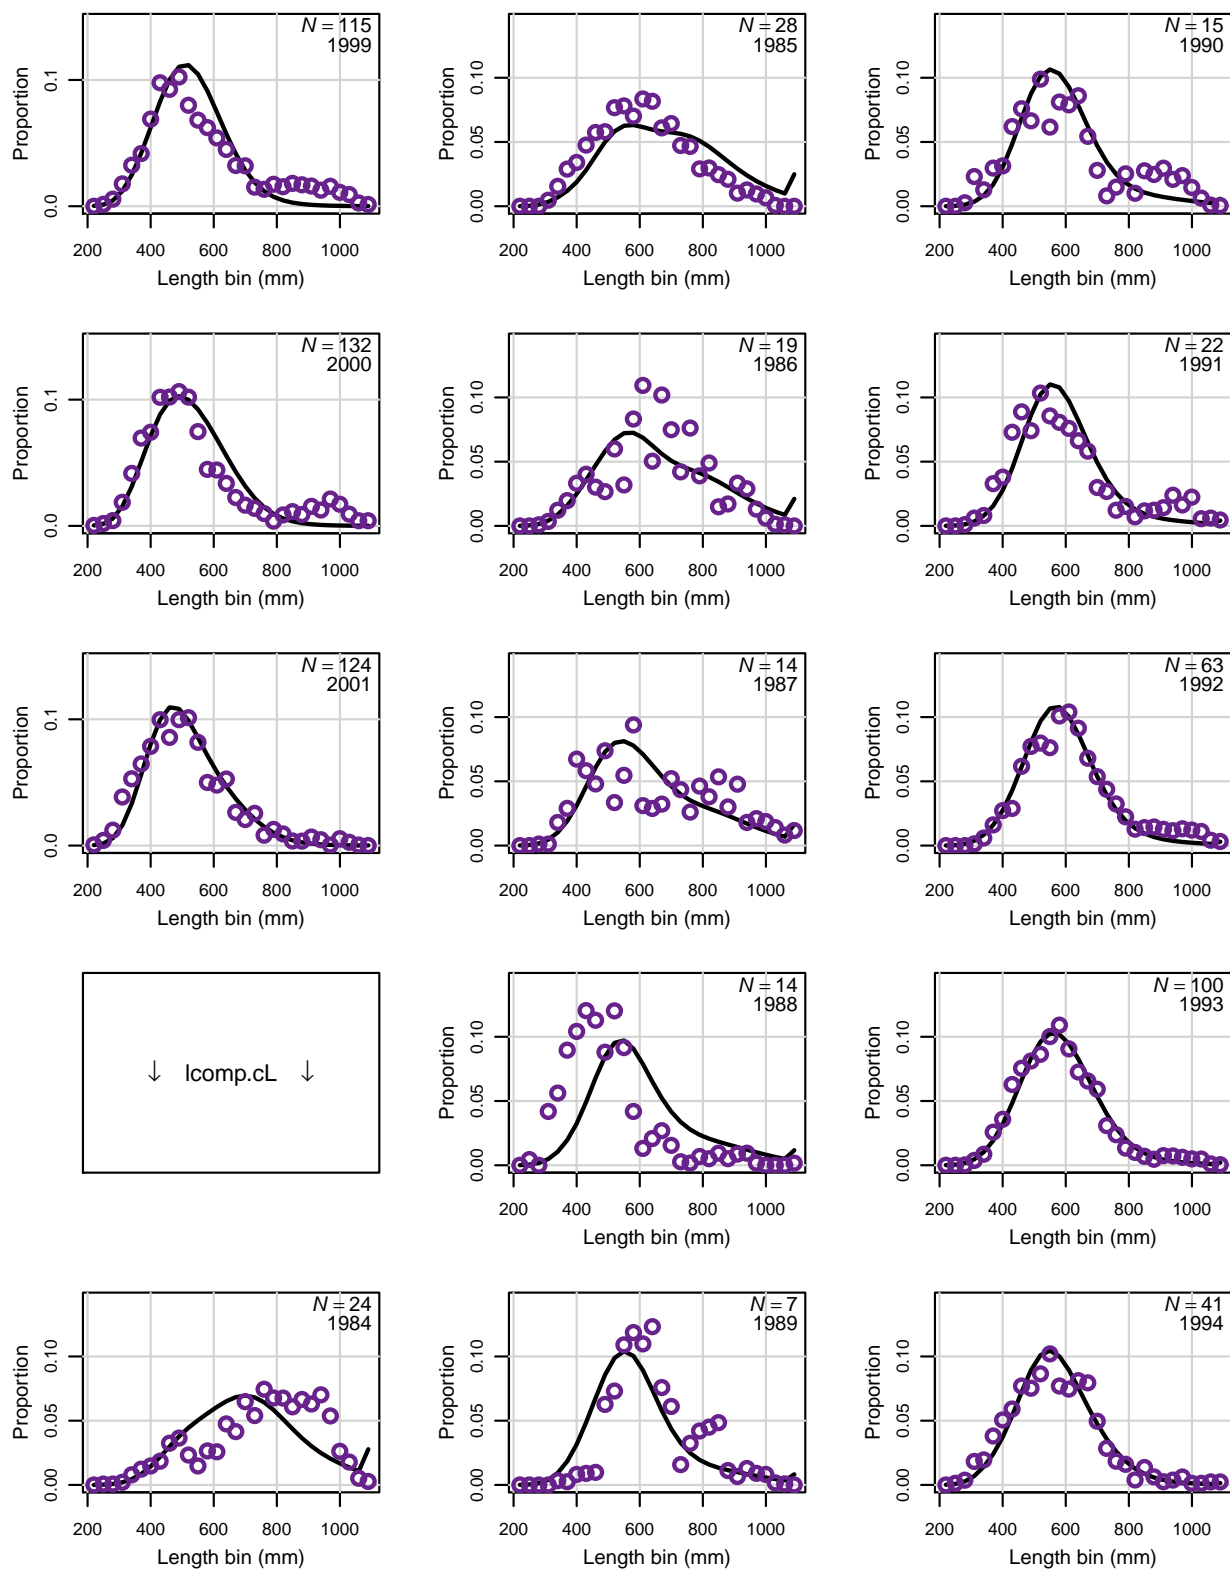 N = 115
1999
Proportion
0.0
0.1
200 400 600 800 1000
Length bin (mm)
N = 28
1985
Proportion
0.00
0.05
0.10
200 400 600 800 1000
Length bin (mm)
N = 15
1990
Proportion
0.00
0.05
0.10
200 400 600 800 1000
Length bin (mm)
N = 132
2000
Proportion
0.0
0.1
200 400 600 800 1000
Length bin (mm)
N = 19
1986
Proportion
0.00
0.05
0.10
200 400 600 800 1000
Length bin (mm)
N = 22
1991
Proportion
0.00
0.05
0.10
200 400 600 800 1000
Length bin (mm)
N = 124
2001
Proportion
0.0
0.1
200 400 600 800 1000
Length bin (mm)
N = 14
1987
Proportion
0.00
0.05
0.10
200 400 600 800 1000
Length bin (mm)
N = 63
1992
Proportion
0.00
0.05
0.10
200 400 600 800 1000
Length bin (mm)
↓ lcomp.cL ↓
N = 14
1988
Proportion
0.00
0.05
0.10
200 400 600 800 1000
Length bin (mm)
N = 100
1993
Proportion
0.00
0.05
0.10
200 400 600 800 1000
Length bin (mm)
N = 24
1984
Proportion
0.00
0.05
0.10
200 400 600 800 1000
Length bin (mm)
N = 7
1989
Proportion
0.00
0.05
0.10
200 400 600 800 1000
Length bin (mm)
N = 41
1994
Proportion
0.00
0.05
0.10
200 400 600 800 1000
Length bin (mm)